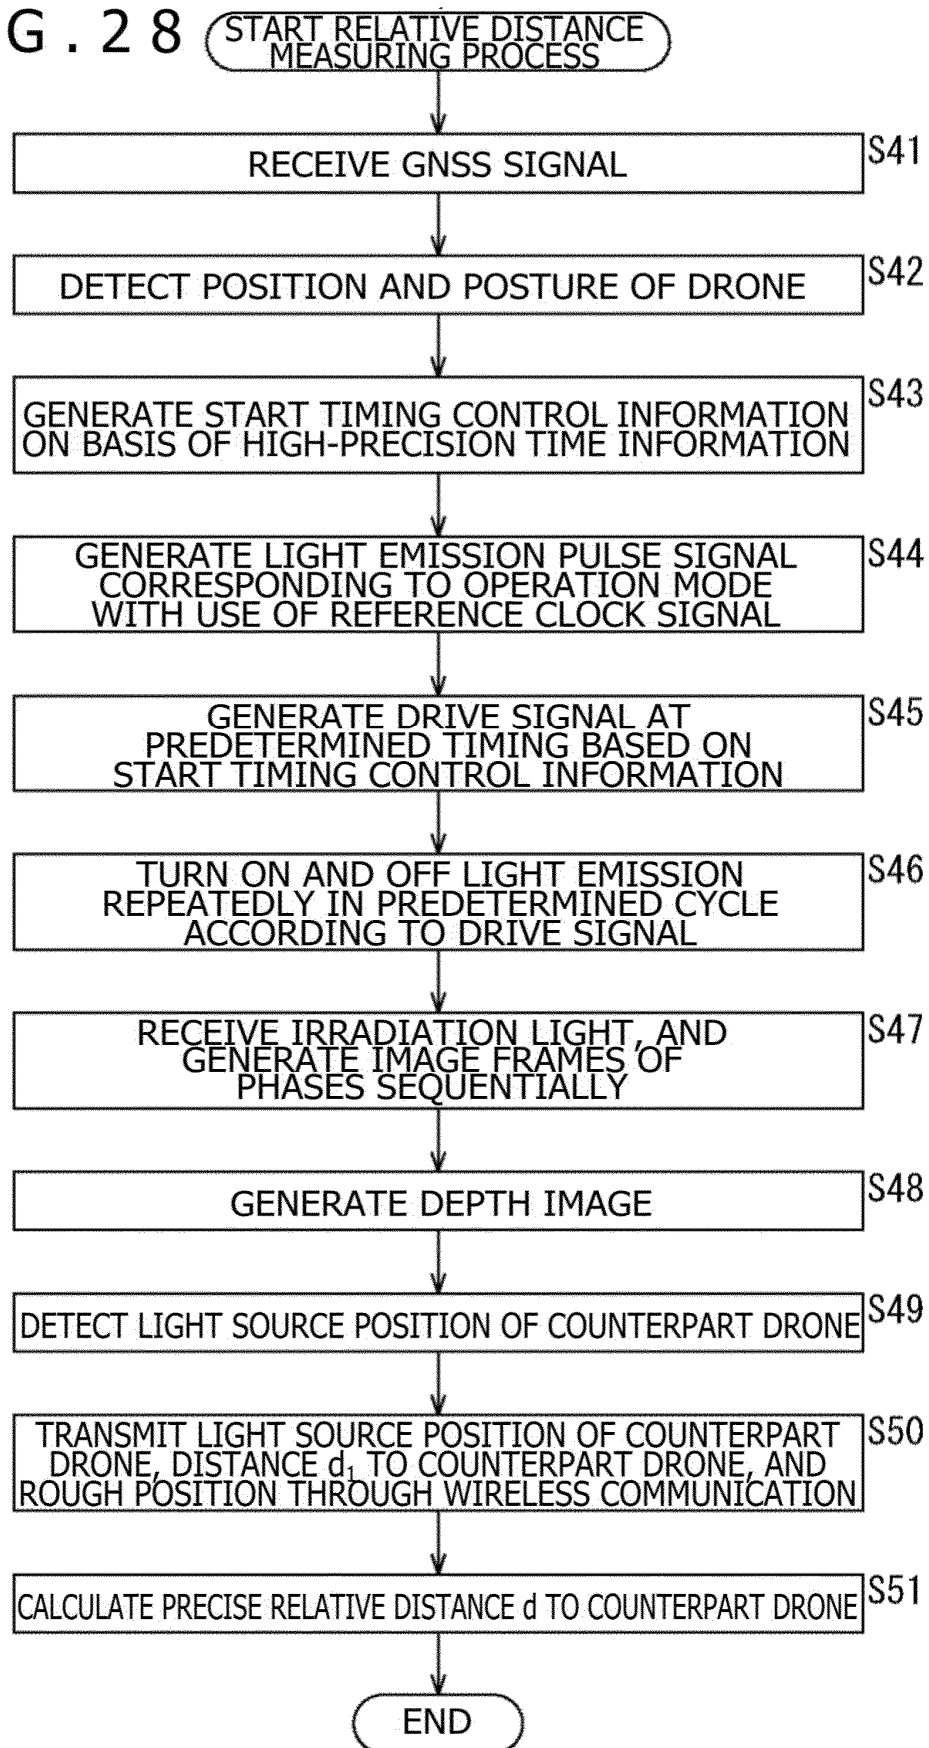 G.28
START RELATIVE DISTANCE
MEASURING PROCESS
S41
RECEIVE GNSS SIGNAL
S42
DETECT POSITION AND POSTURE OF DRONE
S43
GENERATE START TIMING CONTROL INFORMATION
ON BASIS OF HIGH-PRECISION TIME INFORMATION
S44
GENERATE LIGHT EMISSION PULSE SIGNAL
CORRESPONDING TO OPERATION MODE
WITH USE OF REFERENCE CLOCK SIGNAL
S45
GENERATE DRIVE SIGNAL AT
PREDETERMINED TIMING BASED ON
START TIMING CONTROL INFORMATION
S46
TURN ON AND OFF LIGHT EMISSION
REPEATEDLY IN PREDETERMINED CYCLE
ACCORDING TO DRIVE SIGNAL
S47
RECEIVE IRRADIATION LIGHT, AND
GENERATE IMAGE FRAMES OF
PHASES SEQUENTIALLY
S48
GENERATE DEPTH IMAGE
S49
DETECT LIGHT SOURCE POSITION OF COUNTERPART DRONE
S50
TRANSMIT LIGHT SOURCE POSITION OF COUNTERPART
DRONE, DISTANCE d₁ TO COUNTERPART DRONE, AND
ROUGH POSITION THROUGH WIRELESS COMMUNICATION
S51
CALCULATE PRECISE RELATIVE DISTANCE d TO COUNTERPART DRONE
END